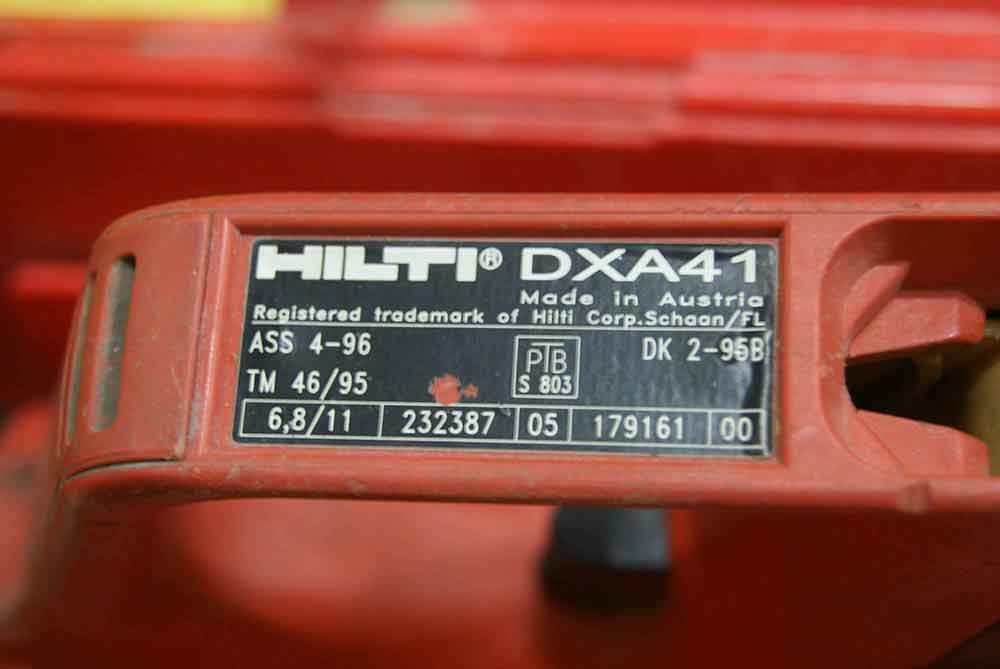 HILTI® DXA41
Made in Austria
Registered trademark of Hilti Corp.Schaan/FL
ASS 4-96
PTB
S 803
DK 2-95B
TM 46/95
6,8/11 232387 05 179161 00